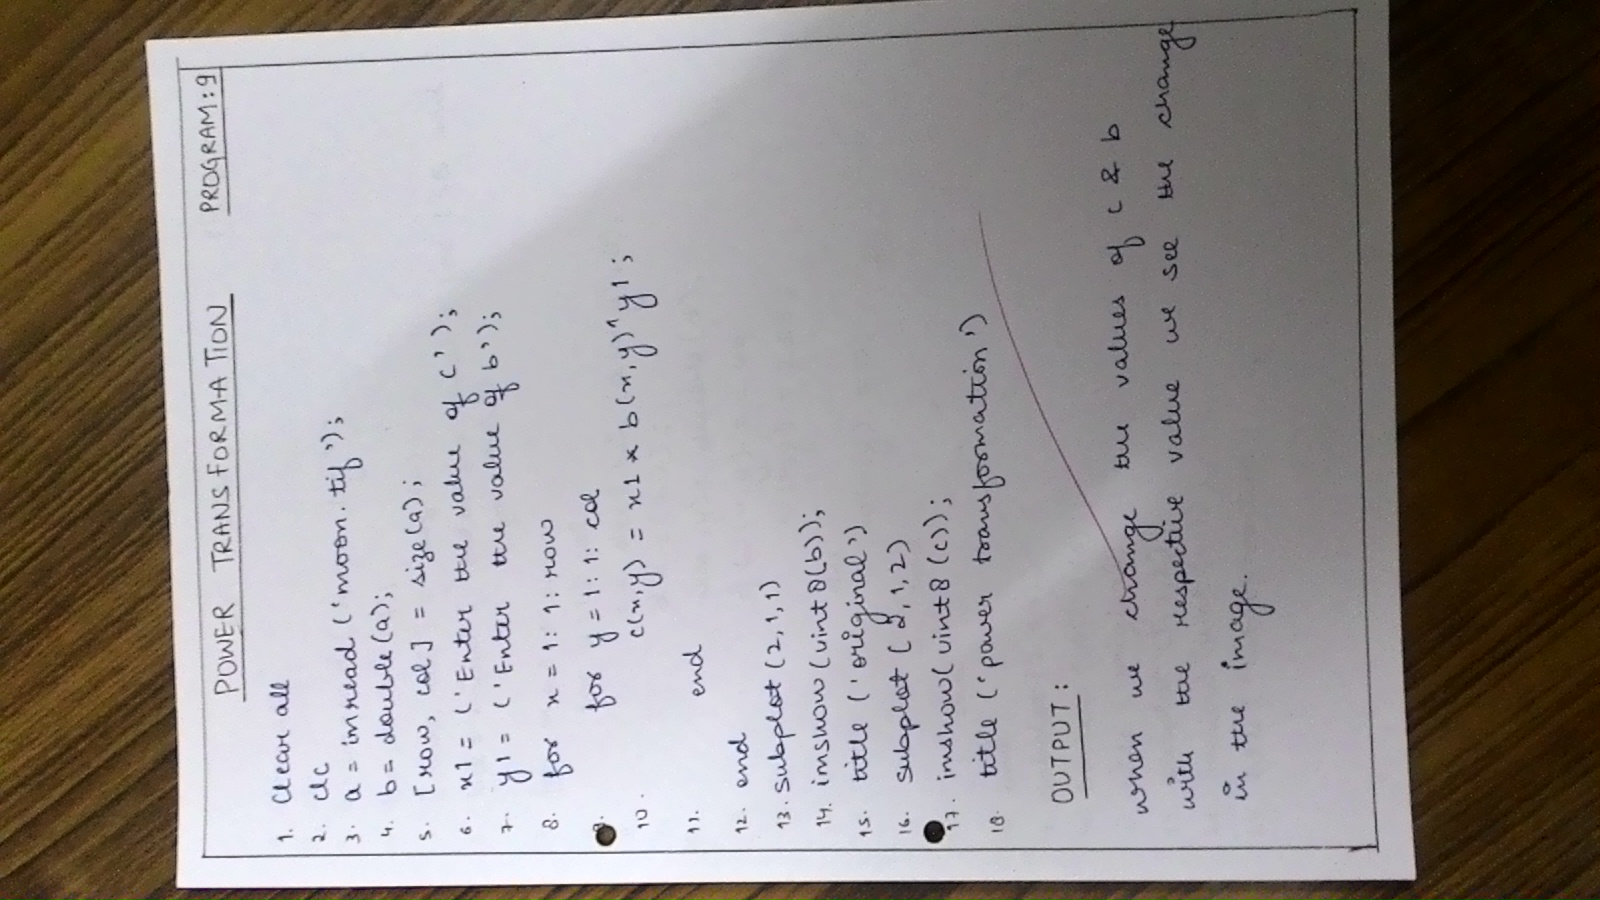 POWER TRANSFORMATION PROGRAM: 9
1. Clear all
2. clc
3. a = imread ('moon. tif');
4. b = double(a);
5. [row, col] = size(a);
6. x1 = ('Enter the value of c');
7. y1 = ('Enter the value of b');
8. for x = 1: 1: row
9. for y = 1: 1: col
10. c(x,y) = x1 * b(x,y)^y1;
11. end
12. end
13. subplot (2,1,1)
14. imshow (uint8(b));
15. title ('original')
16. subplot (2,1,2)
17. imshow( uint8 (c));
18. title ('power transformation')
OUTPUT:
when we change the values of c & b
with the respective value we see the change
in the image.